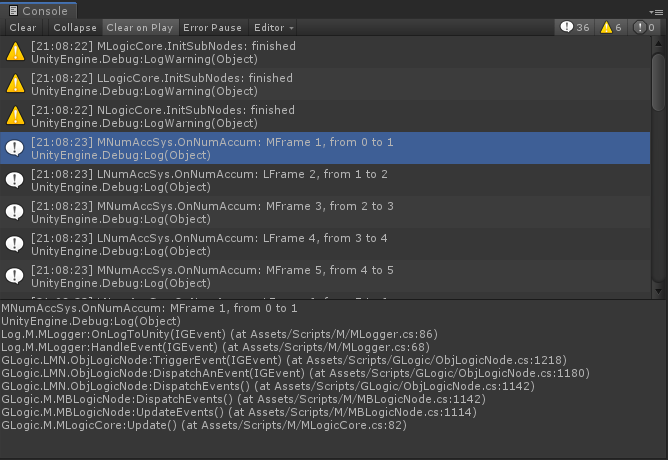 Console
Clear Collapse Clear on Play Error Pause Editor 36 6 0
[21:08:22] MLogicCore.InitSubNodes: finished
UnityEngine.Debug:LogWarning(Object)
[21:08:22] LLogicCore.InitSubNodes: finished
UnityEngine.Debug:LogWarning(Object)
[21:08:22] NLogicCore.InitSubNodes: finished
UnityEngine.Debug:LogWarning(Object)
[21:08:23] MNumAccSys.OnNumAccum: MFrame 1, from 0 to 1
UnityEngine.Debug:Log(Object)
[21:08:23] LNumAccSys.OnNumAccum: LFrame 2, from 1 to 2
UnityEngine.Debug:Log(Object)
[21:08:23] MNumAccSys.OnNumAccum: MFrame 3, from 2 to 3
UnityEngine.Debug:Log(Object)
[21:08:23] LNumAccSys.OnNumAccum: LFrame 4, from 3 to 4
UnityEngine.Debug:Log(Object)
[21:08:23] MNumAccSys.OnNumAccum: MFrame 5, from 4 to 5
UnityEngine.Debug:Log(Object)
MNumAccSys.OnNumAccum: MFrame 1, from 0 to 1
UnityEngine.Debug:Log(Object)
Log.M.MLogger:OnLogToUnity(IGEvent) (at Assets/Scripts/M/MLogger.cs:86)
Log.M.MLogger:HandleEvent(IGEvent) (at Assets/Scripts/M/MLogger.cs:68)
GLogic.LMN.ObjLogicNode:TriggerEvent(IGEvent) (at Assets/Scripts/GLogic/ObjLogicNode.cs:1218)
GLogic.LMN.ObjLogicNode:DispatchAnEvent(IGEvent) (at Assets/Scripts/GLogic/ObjLogicNode.cs:1180)
GLogic.LMN.ObjLogicNode:DispatchEvents() (at Assets/Scripts/GLogic/ObjLogicNode.cs:1142)
GLogic.M.MBLogicNode:DispatchEvents() (at Assets/Scripts/M/MBLogicNode.cs:1142)
GLogic.M.MBLogicNode:UpdateEvents() (at Assets/Scripts/M/MBLogicNode.cs:1114)
GLogic.M.MLogicCore:Update() (at Assets/Scripts/M/MLogicCore.cs:82)